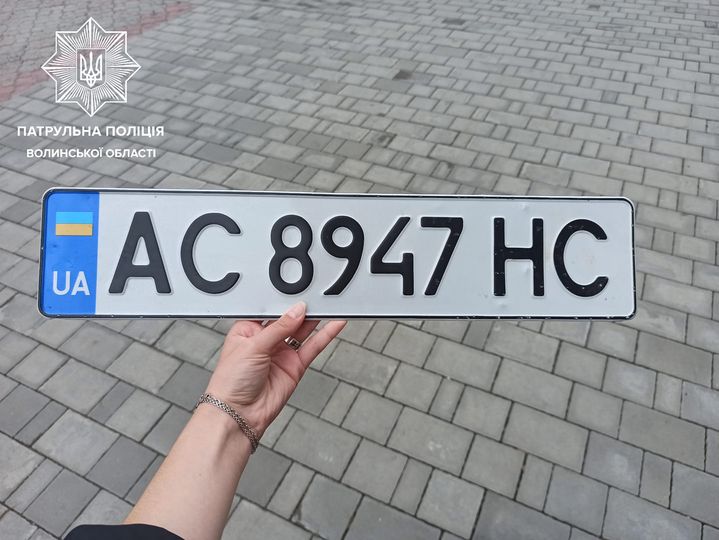 ПАТРУЛЬНА ПОЛІЦІЯ
ВОЛИНСЬКОЇ ОБЛАСТІ
UA AC 8947 HC